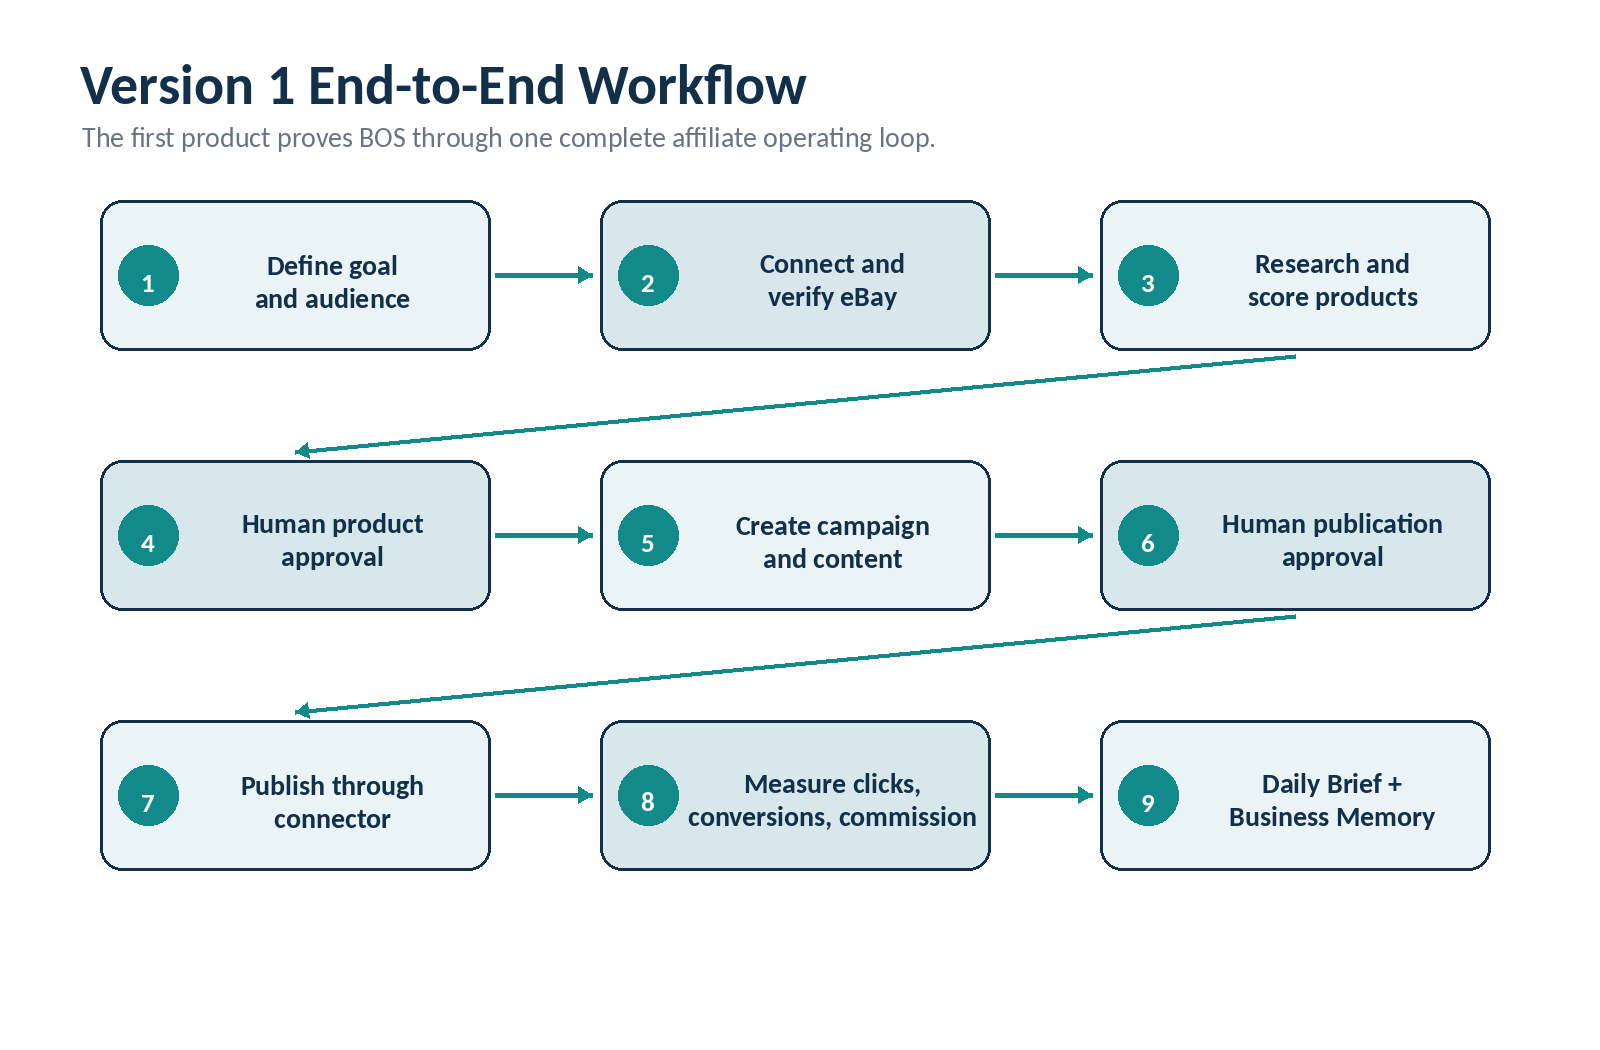 Version 1 End-to-End Workflow
The first product proves BOS through one complete affiliate operating loop.
1
Define goal
and audience
2
Connect and
verify eBay
3
Research and
score products
4
Human product
approval
5
Create campaign
and content
6
Human publication
approval
7
Publish through
connector
8
Measure clicks,
conversions, commission
9
Daily Brief +
Business Memory